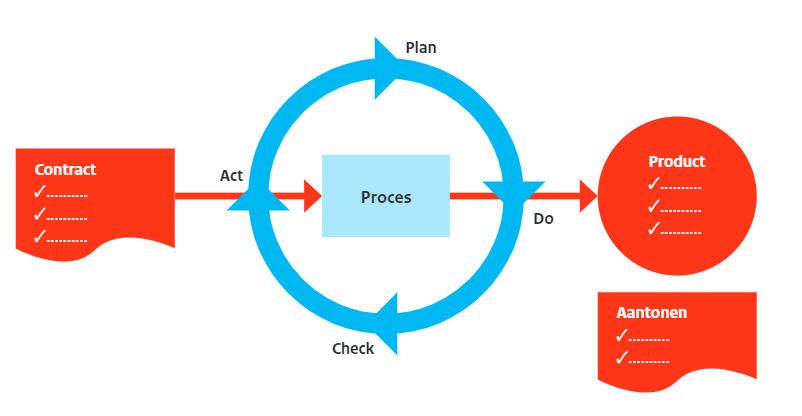 Plan
Contract
✓..........
✓..........
✓..........
Act
Proces
Do
Check
Product
✓..........
✓..........
✓..........
Aantonen
✓..........
✓..........